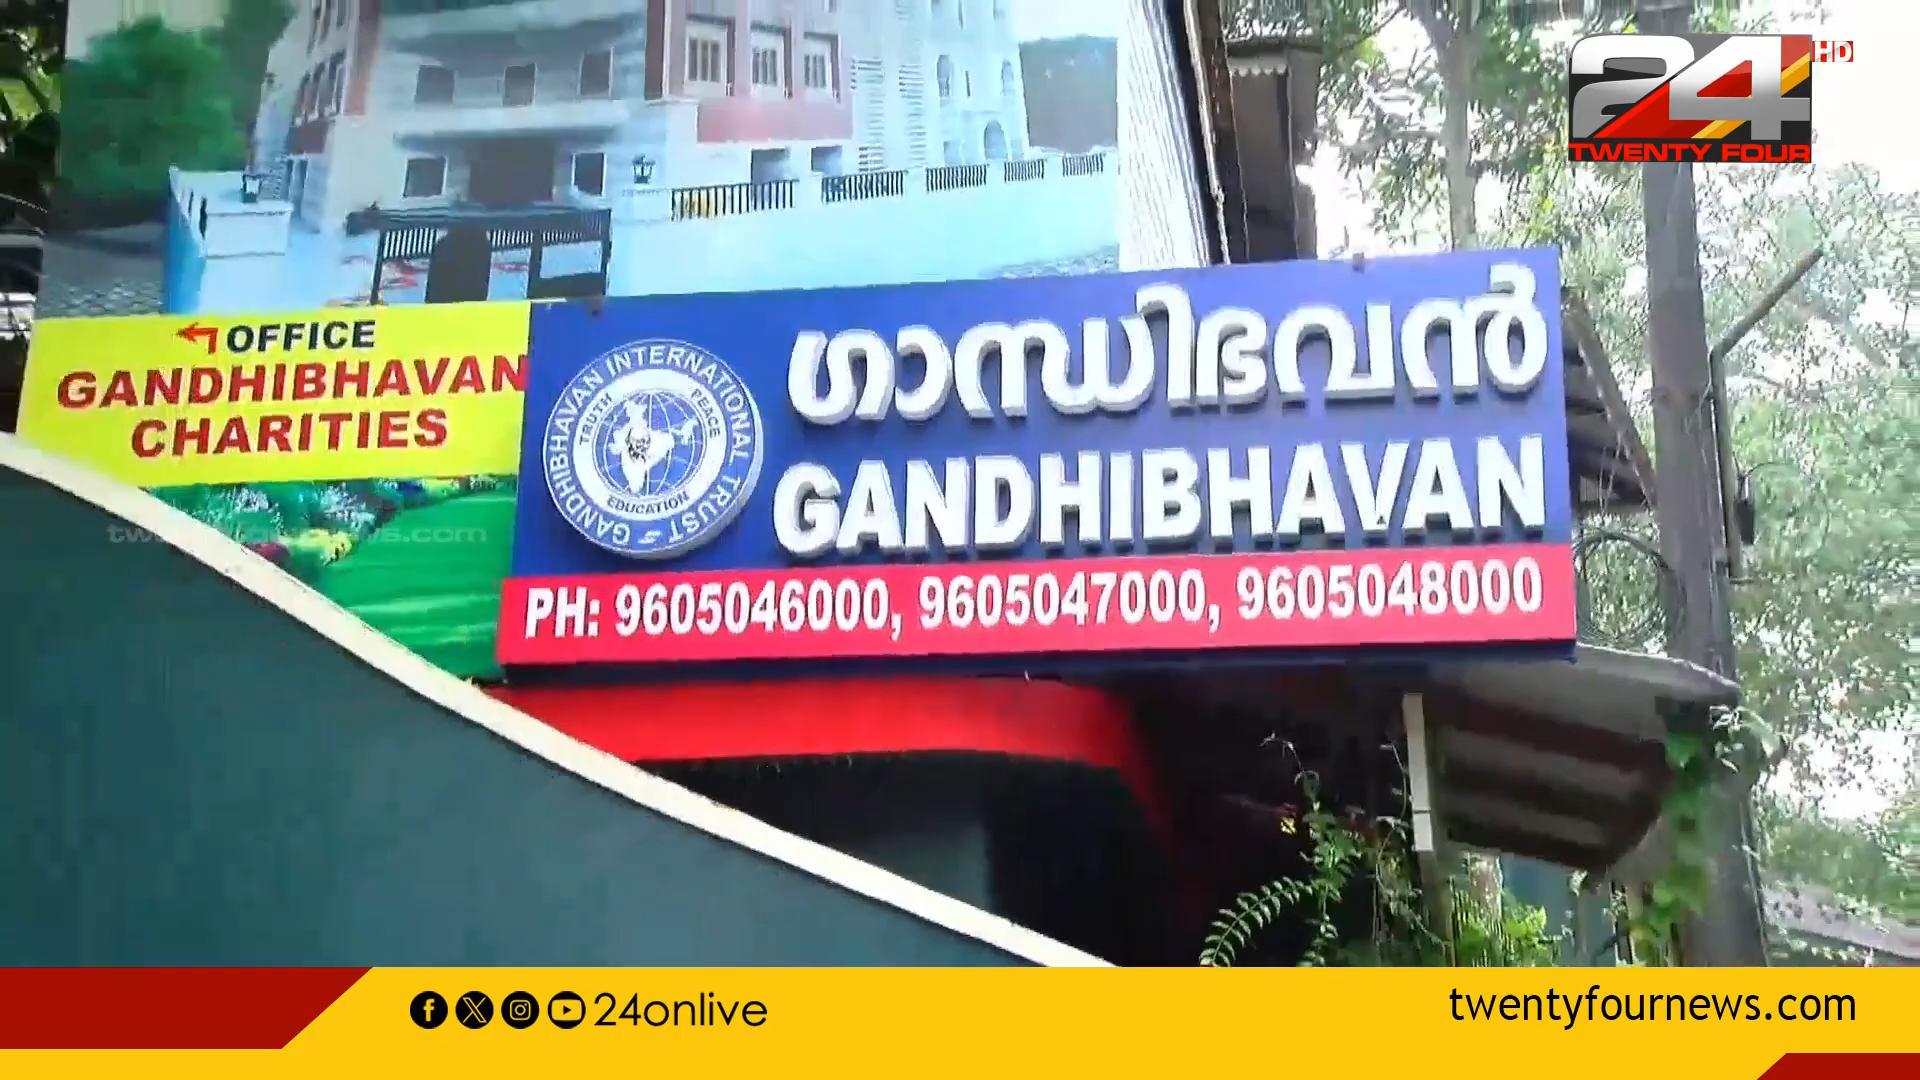 24 HD
TWENTY FOUR
OFFICE
GANDHIBHAVAN
CHARITIES
GANDHIBHAVAN INTERNATIONAL TRUST
TRUTH
PEACE
EDUCATION
ഗാന്ധിഭവൻ
GANDHIBHAVAN
PH: 9605046000, 9605047000, 9605048000
24onlive
twentyfournews.com